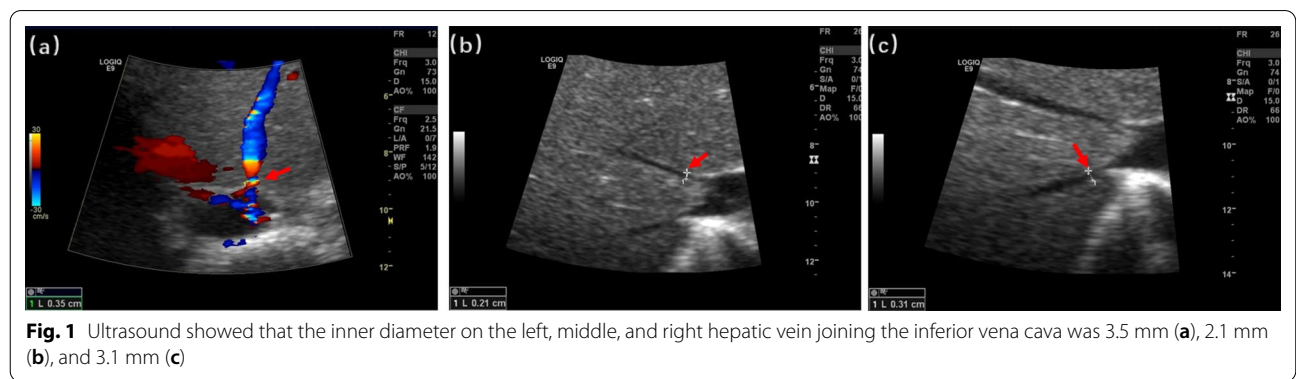 (a)
LOGIQ
E9
FR 12
CHI
Frq 3.0
Gn 73
D 15.0
AO% 100
CF
Frq 2.5
Gn 21.5
L/A 0/7
PRF 1.9
WF 142
S/P 5/12
AO% 100
30
-30
cm/s
6
8
10
12
1 L 0.35 cm
(b)
LOGIQ
E9
FR 26
CHI
Frq 3.0
Gn 74
S/A 0/1
Map F/0
D 15.0
DR 66
AO% 100
6
8
10
12
1 L 0.21 cm
(c)
LOGIQ
E9
FR 26
CHI
Frq 3.0
Gn 74
S/A 0/1
Map F/0
D 15.0
DR 66
AO% 100
8
10
12
14
1 L 0.31 cm
Fig. 1 Ultrasound showed that the inner diameter on the left, middle, and right hepatic vein joining the inferior vena cava was 3.5 mm (a), 2.1 mm
(b), and 3.1 mm (c)